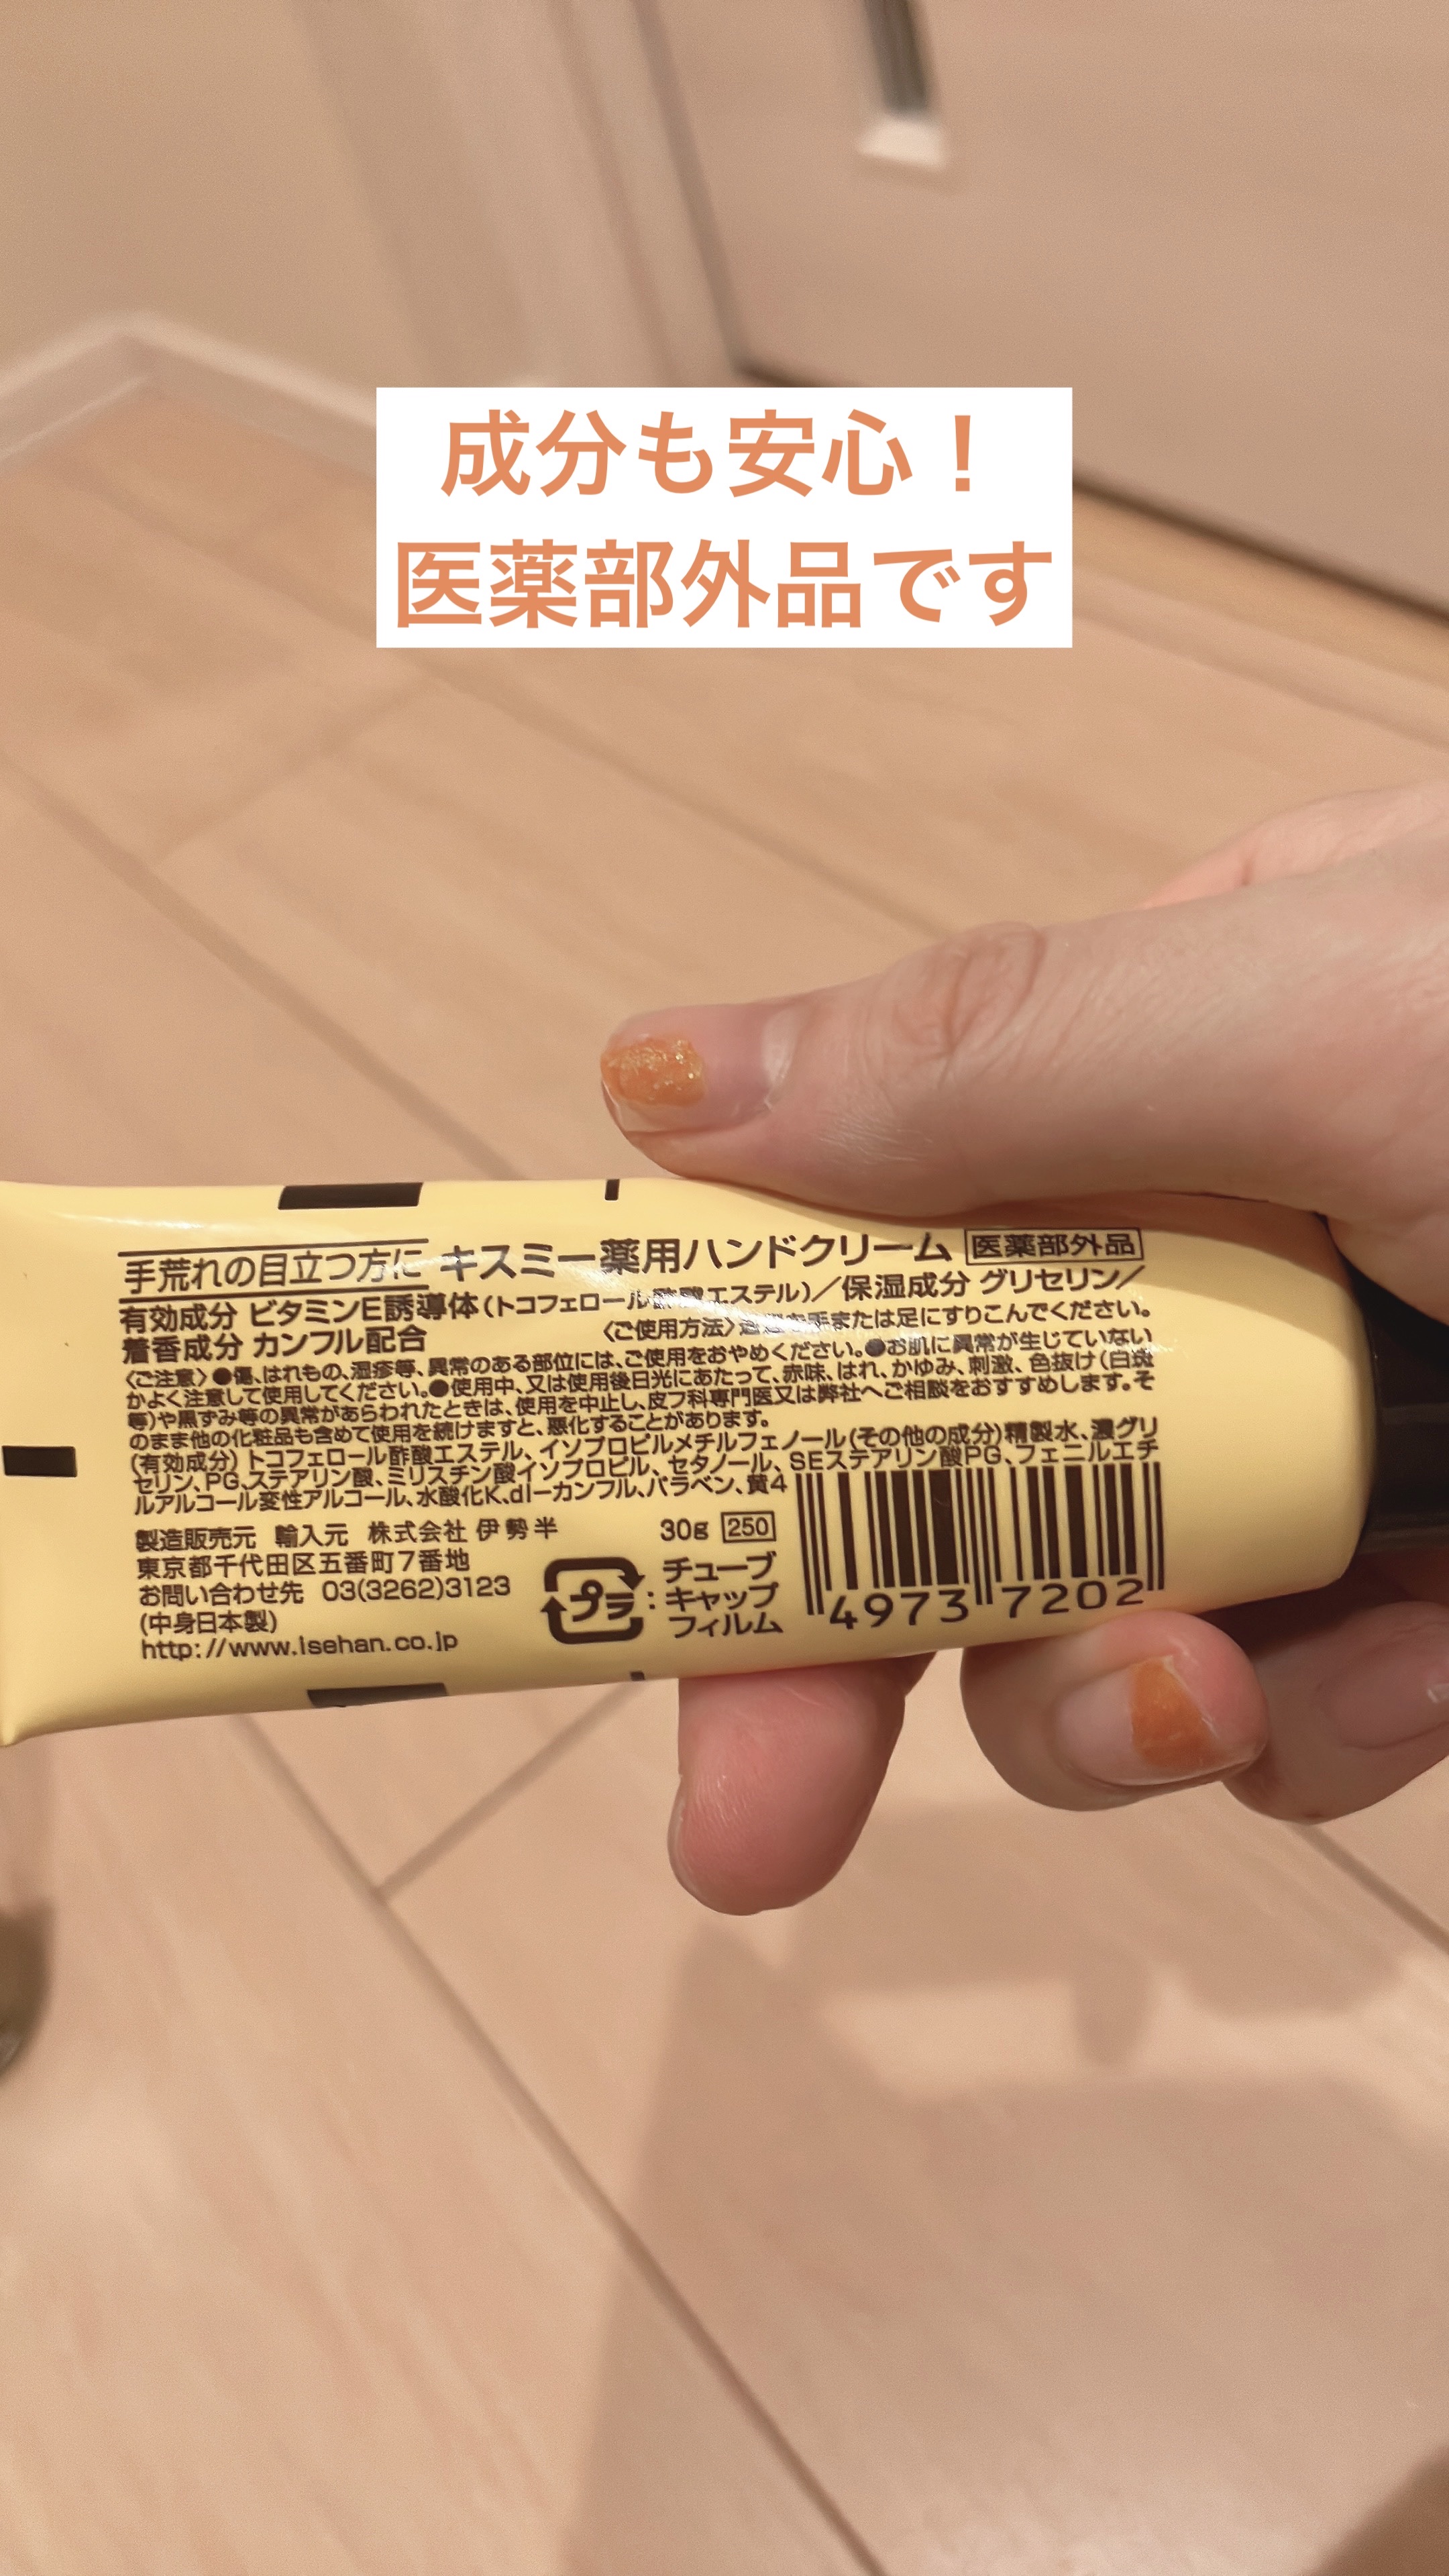 成分も安心!
医薬部外品です
手荒れの目立つ方に キスミー薬用ハンドクリーム 医薬部外品
有効成分 ビタミンE誘導体(トコフェロール酢酸エステル)/保湿成分 グリセリン/
着香成分 カンフル配合 〈ご使用方法〉適量を手または足にすりこんでください。
〈ご注意〉●傷、はれもの、湿疹等、異常のある部位には、ご使用をおやめください。●お肌に異常が生じていない
かよく注意して使用してください。●使用中、又は使用後日光にあたって、赤味、はれ、かゆみ、刺激、色抜け(白斑
等)や黒ずみ等の異常があらわれたときは、使用を中止し、皮フ科専門医又は弊社へご相談をおすすめします。そ
のまま他の化粧品も含めて使用を続けますと、悪化することがあります。
(有効成分)トコフェロール酢酸エステル、イソプロピルメチルフェノール(その他の成分)精製水、濃グリ
セリン、PG、ステアリン酸、ミリスチン酸イソプロピル、セタノール、SEステアリン酸PG、フェニルエチ
ルアルコール変性アルコール、水酸化K、dl-カンフル、パラベン、黄4
製造販売元 輸入元 株式会社 伊勢半
東京都千代田区五番町7番地
お問い合わせ先 03(3262)3123
(中身日本製)
http://www.isehan.co.jp
30g 250
プラ : チューブ
キャップ
フィルム
4973 7202